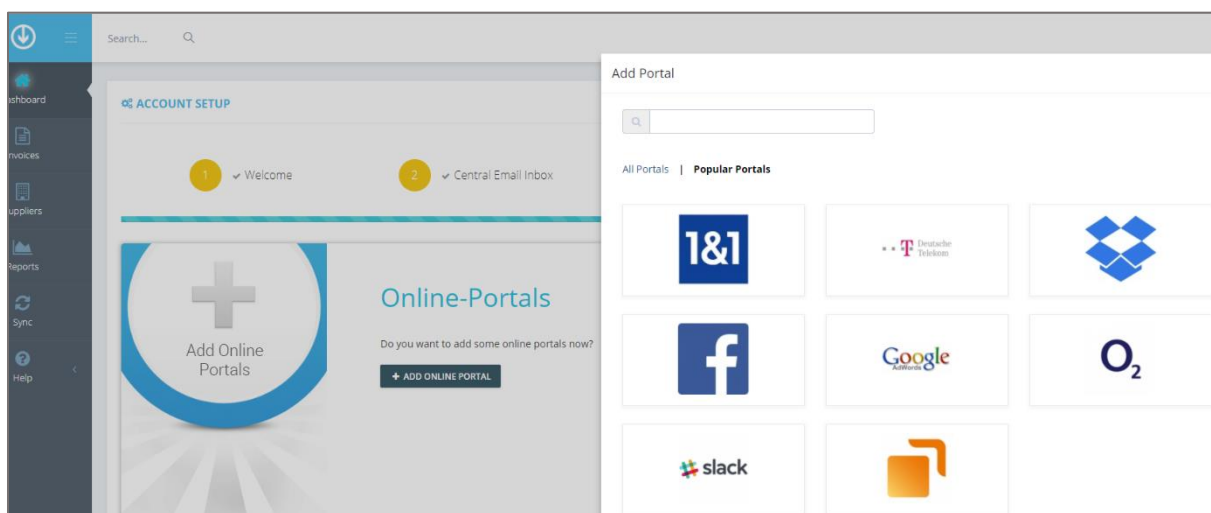 Search...
Add Portal
ashboard
ACCOUNT SETUP
nvoices
1 ✓ Welcome
2 ✓ Central Email Inbox
All Portals | Popular Portals
uppliers
1&1
Deutsche
Telekom
Reports
Online-Portals
Sync
Do you want to add some online portals now?
Add Online
Portals
+ ADD ONLINE PORTAL
f
Google
AdWords
O2
Help
slack